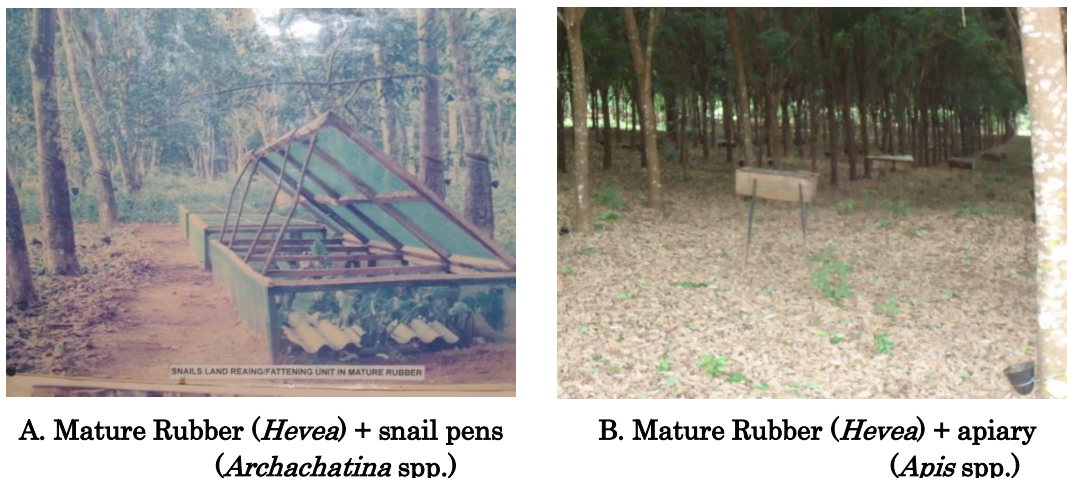 SNAILS LAND REAING/FATTENING UNIT IN MATURE RUBBER
A. Mature Rubber (Hevea) + snail pens
(Archachatina spp.)
B. Mature Rubber (Hevea) + apiary
(Apis spp.)